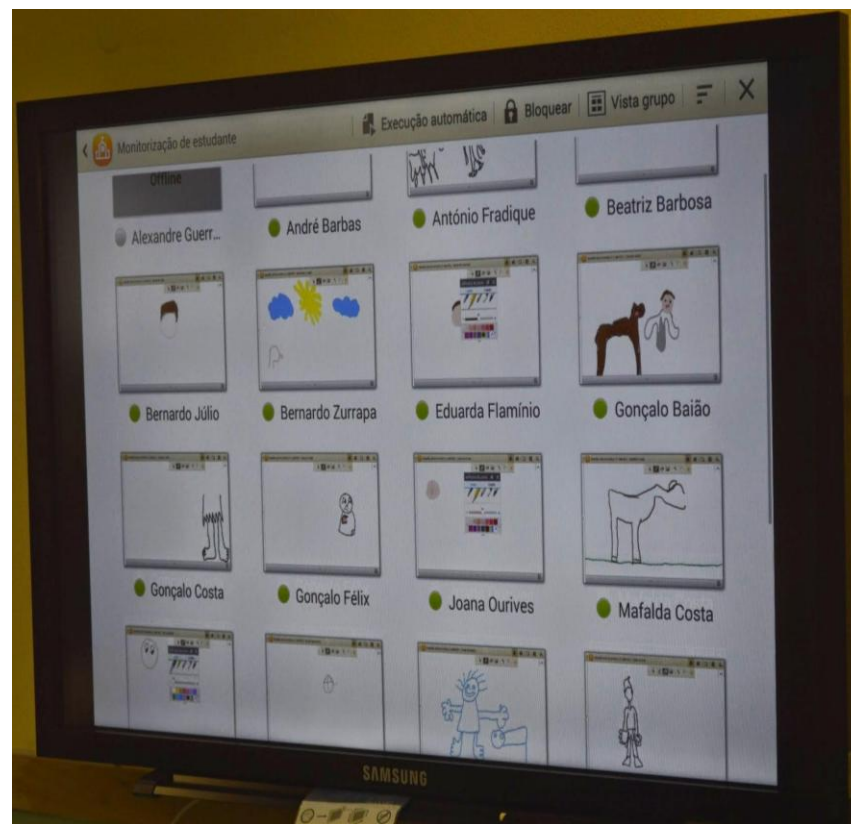 Monitorização de estudante
Execução automática
Bloquear
Vista grupo
Offline
Alexandre Guerr...
André Barbas
António Fradique
Beatriz Barbosa
Bernardo Júlio
Bernardo Zurrapa
Eduarda Flamínio
Gonçalo Baião
Gonçalo Costa
Gonçalo Félix
Joana Ourives
Mafalda Costa
SAMSUNG